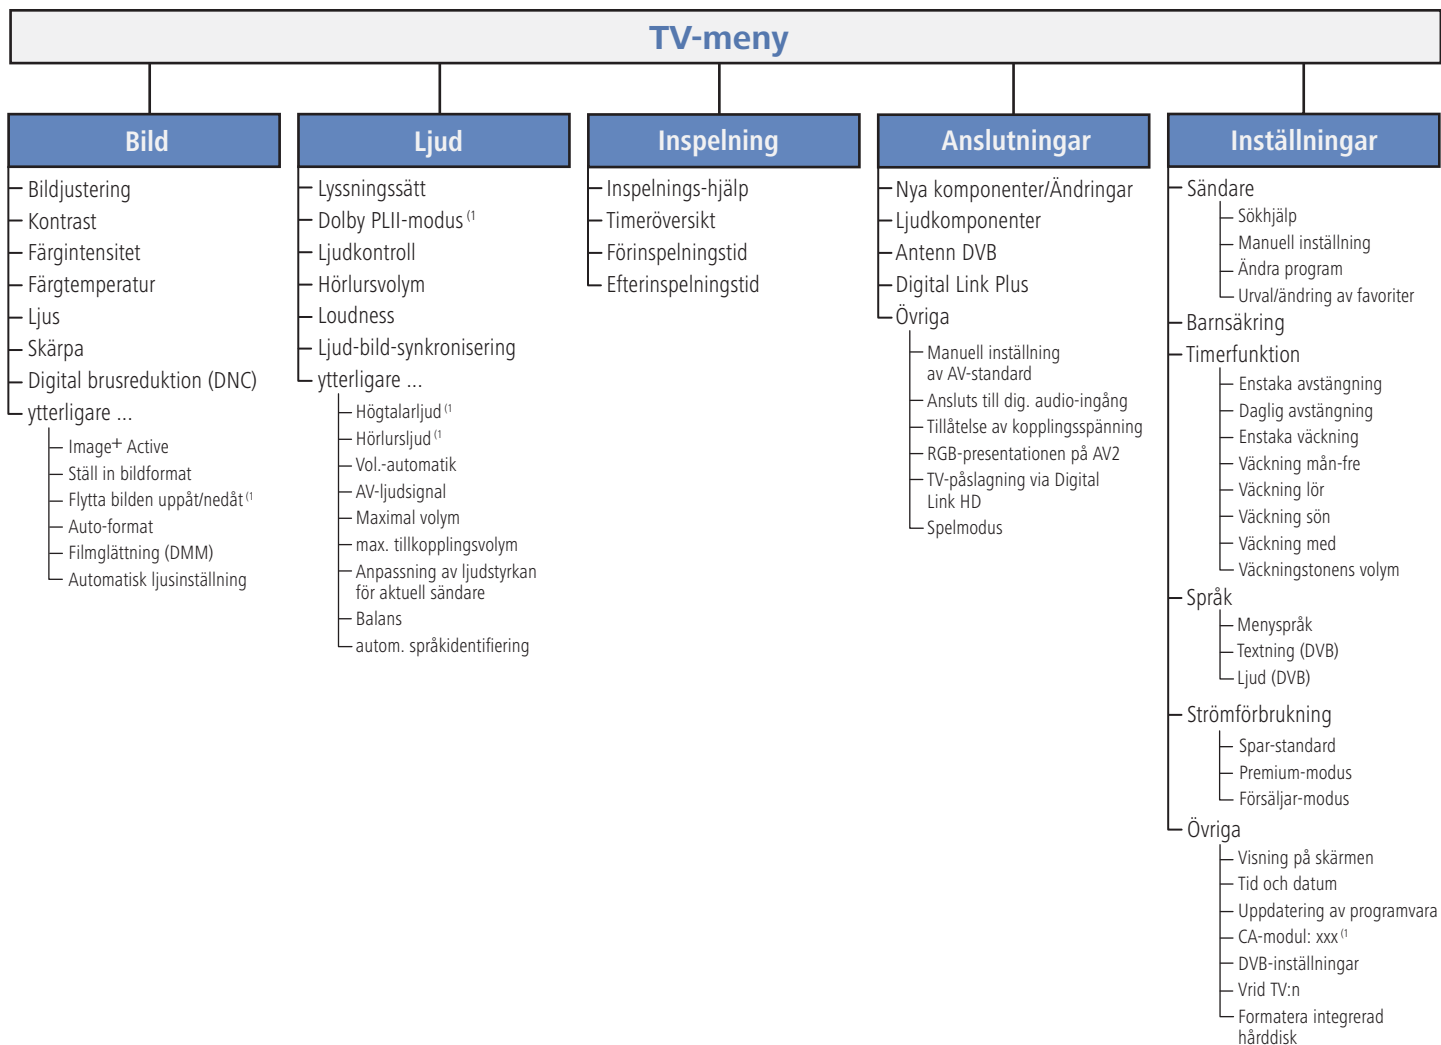 TV-meny
Bild
Bildjustering
Kontrast
Färgintensitet
Färgtemperatur
Ljus
Skärpa
Digital brusreduktion (DNC)
ytterligare ...
Image+ Active
Ställ in bildformat
Flytta bilden uppåt/nedåt (1
Auto-format
Filmglättning (DMM)
Automatisk ljusinställning
Ljud
Lyssningssätt
Dolby PLII-modus (1
Ljudkontroll
Hörlursvolym
Loudness
Ljud-bild-synkronisering
ytterligare ...
Högtalarljud (1
Hörlursljud (1
Vol.-automatik
AV-ljudsignal
Maximal volym
max. tillkopplingsvolym
Anpassning av ljudstyrkan
för aktuell sändare
Balans
autom. språkidentifiering
Inspelning
Inspelnings-hjälp
Timeröversikt
Förinspelningstid
Efterinspelningstid
Anslutningar
Nya komponenter/Ändringar
Ljudkomponenter
Antenn DVB
Digital Link Plus
Övriga
Manuell inställning
av AV-standard
Ansluts till dig. audio-ingång
Tillåtelse av kopplingsspänning
RGB-presentationen på AV2
TV-påslagning via Digital
Link HD
Spelmodus
Inställningar
Sändare
Sökhjälp
Manuell inställning
Ändra program
Urval/ändring av favoriter
Barnsäkring
Timerfunktion
Enstaka avstängning
Daglig avstängning
Enstaka väckning
Väckning mån-fre
Väckning lör
Väckning sön
Väckning med
Väckningstonens volym
Språk
Menyspråk
Textning (DVB)
Ljud (DVB)
Strömförbrukning
Spar-standard
Premium-modus
Försäljar-modus
Övriga
Visning på skärmen
Tid och datum
Uppdatering av programvara
CA-modul: xxx (1
DVB-inställningar
Vrid TV:n
Formatera integrerad
hårddisk